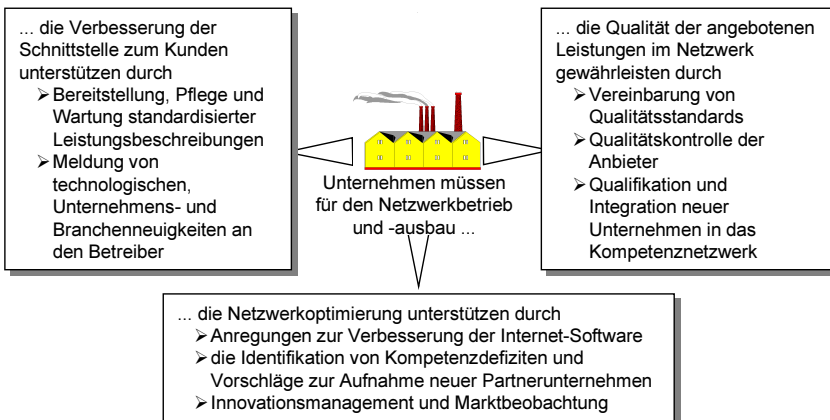 ... die Verbesserung der
Schnittstelle zum Kunden
unterstützen durch
➢ Bereitstellung, Pflege und
Wartung standardisierter
Leistungsbeschreibungen
➢ Meldung von
technologischen,
Unternehmens- und
Branchenneuigkeiten an
den Betreiber
Unternehmen müssen
für den Netzwerkbetrieb
und -ausbau ...
... die Qualität der angebotenen
Leistungen im Netzwerk
gewährleisten durch
➢ Vereinbarung von
Qualitätsstandards
➢ Qualitätskontrolle der
Anbieter
➢ Qualifikation und
Integration neuer
Unternehmen in das
Kompetenznetzwerk
... die Netzwerkoptimierung unterstützen durch
➢ Anregungen zur Verbesserung der Internet-Software
➢ die Identifikation von Kompetenzdefiziten und
Vorschläge zur Aufnahme neuer Partnerunternehmen
➢ Innovationsmanagement und Marktbeobachtung